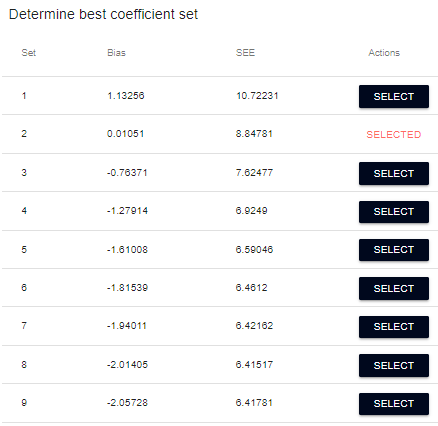 Determine best coefficient set
Set Bias SEE Actions
1 1.13256 10.72231 SELECT
2 0.01051 8.84781 SELECTED
3 -0.76371 7.62477 SELECT
4 -1.27914 6.9249 SELECT
5 -1.61008 6.59046 SELECT
6 -1.81539 6.4612 SELECT
7 -1.94011 6.42162 SELECT
8 -2.01405 6.41517 SELECT
9 -2.05728 6.41781 SELECT